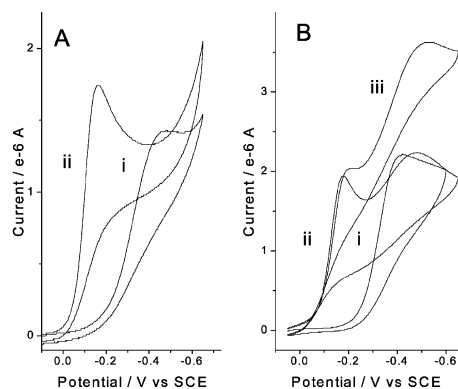 A
B
2
1
0
3
2
1
0
ii
i
iii
ii
i
Current / e-6 A
Current / e-6 A
0.0 -0.2 -0.4 -0.6
0.0 -0.2 -0.4 -0.6
Potential / V vs SCE
Potential / V vs SCE